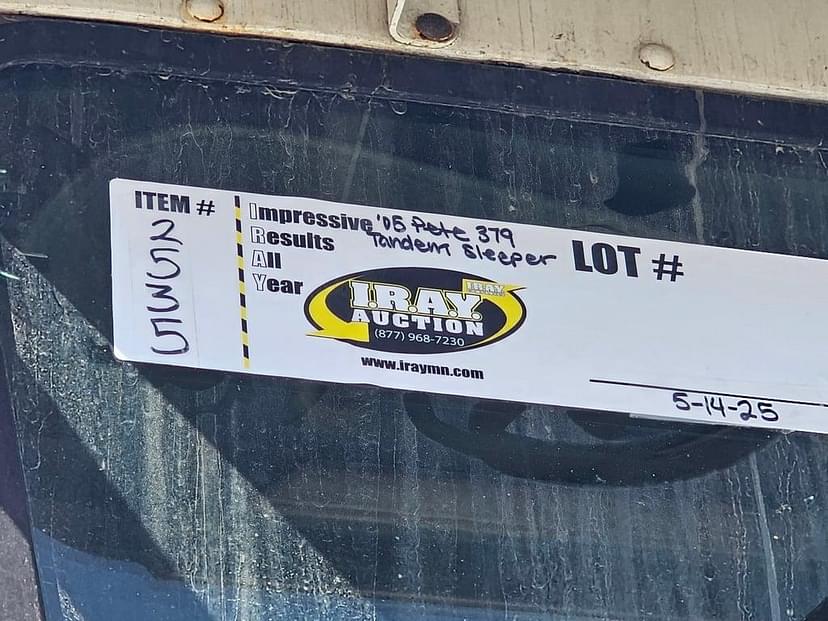 ITEM #
2535
Impressive
Results
All
Year
'05 Pete 379
Tandem Sleeper
LOT #
I.R.A.Y.
AUCTION
(877) 968-7230
www.iraymn.com
5-14-25